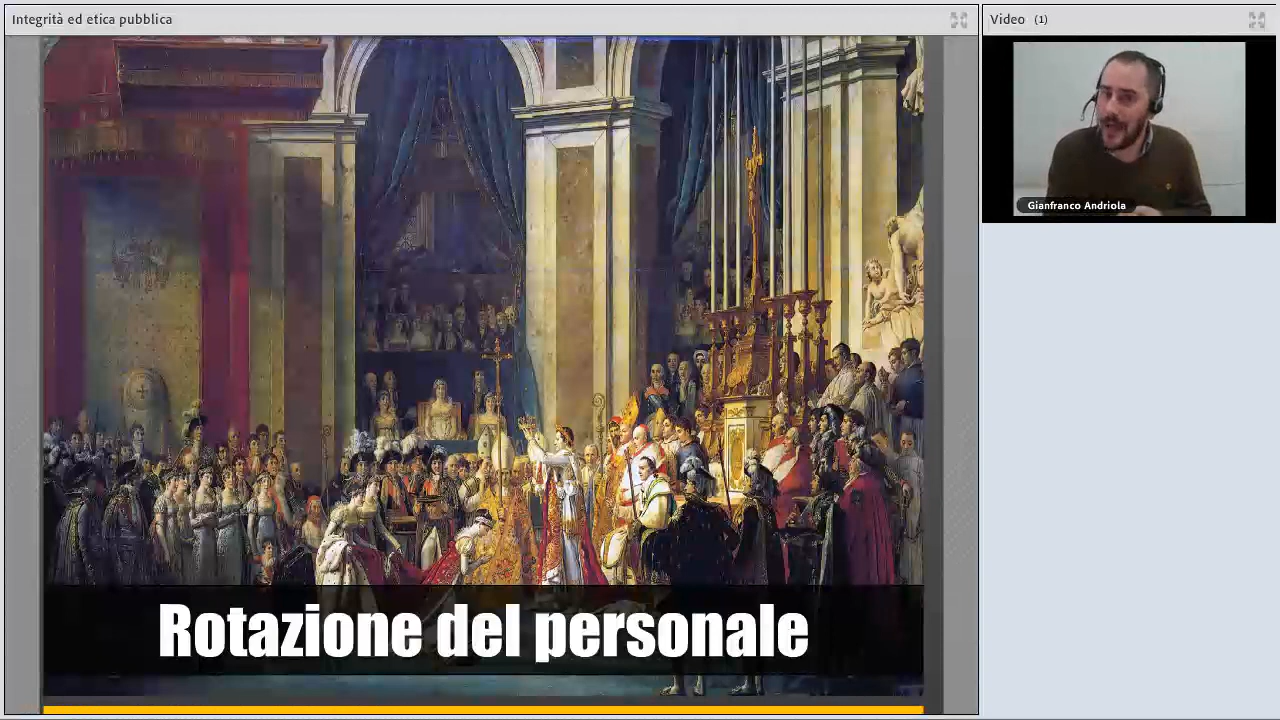 Integrità ed etica pubblica
Video (1)
Gianfranco Andriola
Rotazione del personale